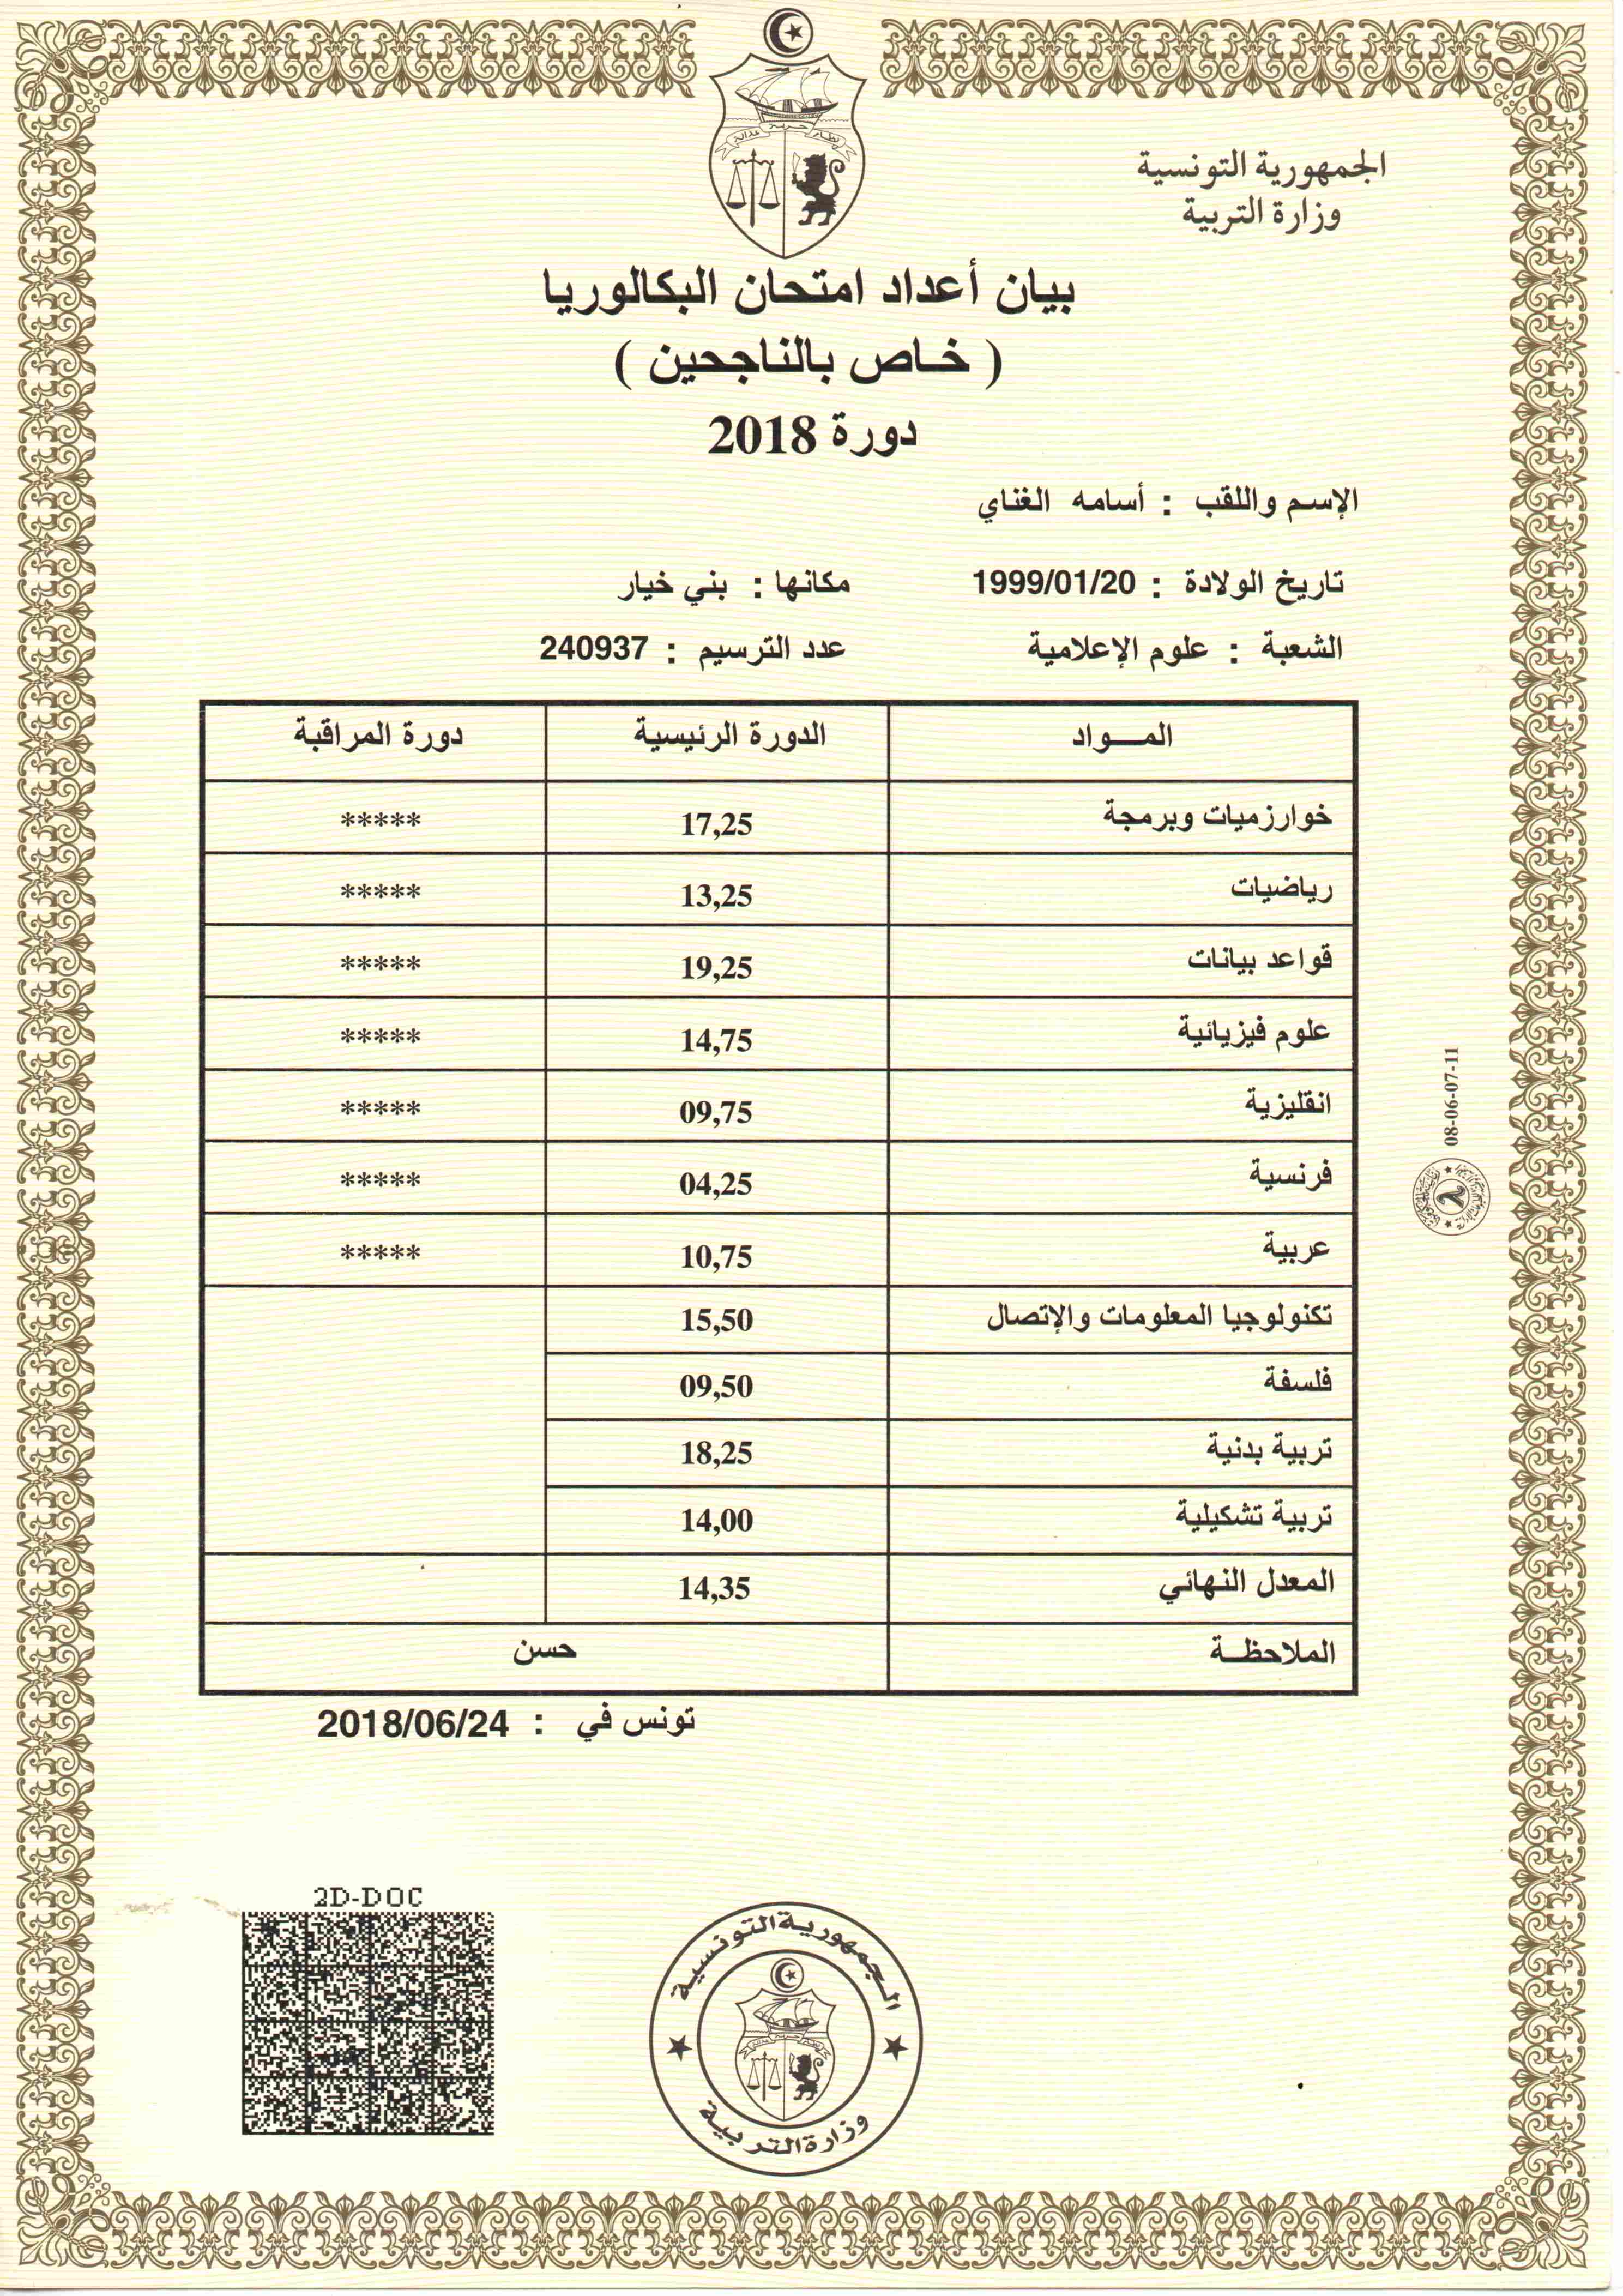 نظام حرية عدالة
الجمهورية التونسية
وزارة التربية
بيان أعداد امتحان البكالوريا
( خـاص بالناجحين )
دورة 2018
الإسم واللقب : أسامه الغناي
تاريخ الولادة : 1999/01/20 مكانها : بني خيار
الشعبة : علوم الإعلامية عدد الترسيم : 240937
المـــواد الدورة الرئيسية دورة المراقبة
خوارزميات وبرمجة 17,25 *****
رياضيات 13,25 *****
قواعد بيانات 19,25 *****
علوم فيزيائية 14,75 *****
انقليزية 09,75 *****
فرنسية 04,25 *****
عربية 10,75 *****
تكنولوجيا المعلومات والإتصال 15,50
فلسفة 09,50
تربية بدنية 18,25
تربية تشكيلية 14,00
المعدل النهائي 14,35
الملاحظـة حسن
تونس في : 2018/06/24
08-06-07-11
2D-DOC
الـجمهوريـة التونسيـة
وزارة التربيـة